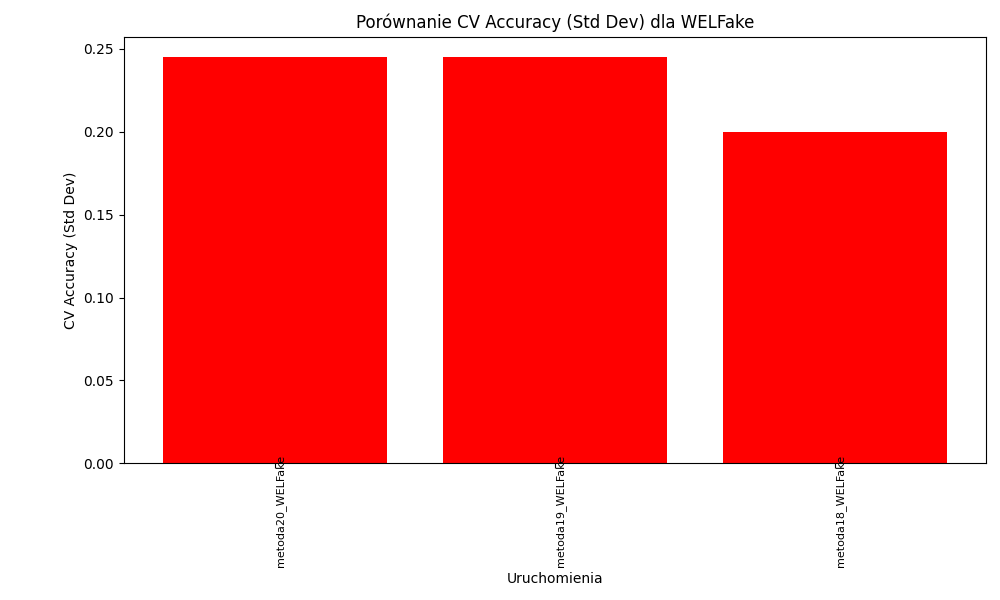 Porównanie CV Accuracy (Std Dev) dla WELFake
CV Accuracy (Std Dev)
0.25
0.20
0.15
0.10
0.05
0.00
metoda20_WELFake
metoda19_WELFake
metoda18_WELFake
Uruchomienia